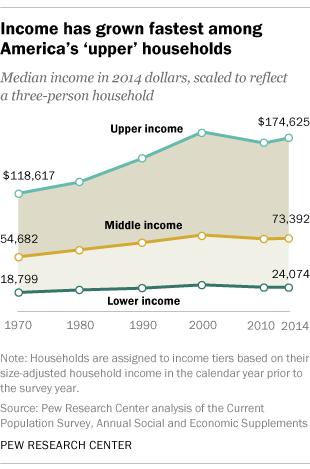 Income has grown fastest among
America's 'upper' households
Median income in 2014 dollars, scaled to reflect
a three-person household
$174,625
Upper income
$118,617
Middle income
73,392
54,682
18,799
24,074
Lower income
1970 1980 1990 2000 2010 2014
Note: Households are assigned to income tiers based on their
size-adjusted household income in the calendar year prior to
the survey year.
Source: Pew Research Center analysis of the Current
Population Survey, Annual Social and Economic Supplements
PEW RESEARCH CENTER